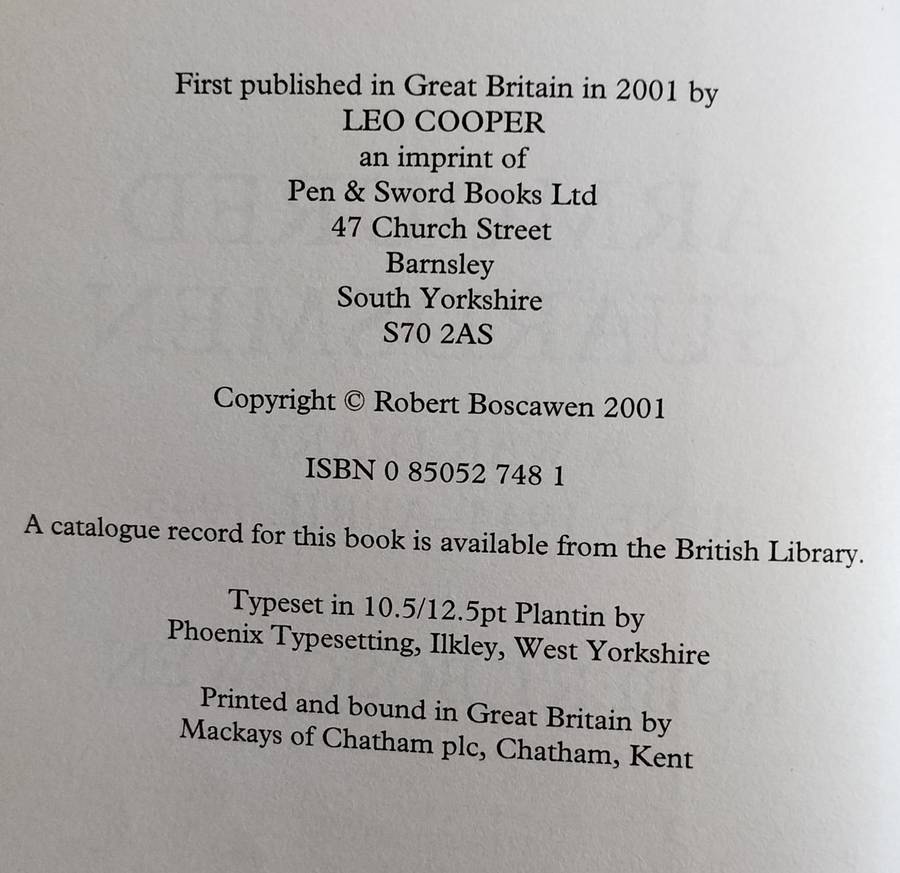 First published in Great Britain in 2001 by
LEO COOPER
an imprint of
Pen & Sword Books Ltd
47 Church Street
Barnsley
South Yorkshire
S70 2AS
Copyright © Robert Boscawen 2001
ISBN 0 85052 748 1
A catalogue record for this book is available from the British Library.
Typeset in 10.5/12.5pt Plantin by
Phoenix Typesetting, Ilkley, West Yorkshire
Printed and bound in Great Britain by
Mackays of Chatham plc, Chatham, Kent